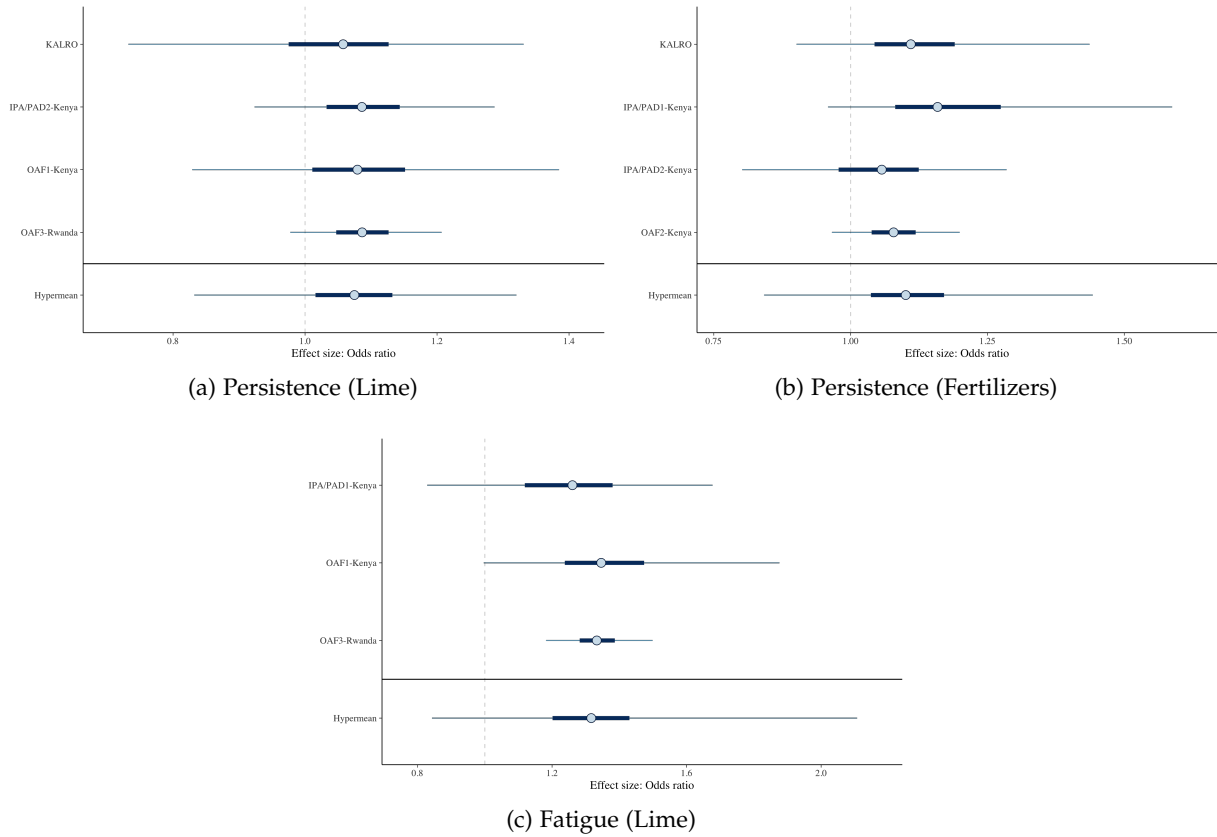 KALRO
IPA/PAD2-Kenya
OAF1-Kenya
OAF3-Rwanda
Hypermean
0.8 1.0 1.2 1.4
Effect size: Odds ratio
(a) Persistence (Lime)
KALRO
IPA/PAD1-Kenya
IPA/PAD2-Kenya
OAF2-Kenya
Hypermean
0.75 1.00 1.25 1.50
Effect size: Odds ratio
(b) Persistence (Fertilizers)
IPA/PAD1-Kenya
OAF1-Kenya
OAF3-Rwanda
Hypermean
0.8 1.2 1.6 2.0
Effect size: Odds ratio
(c) Fatigue (Lime)